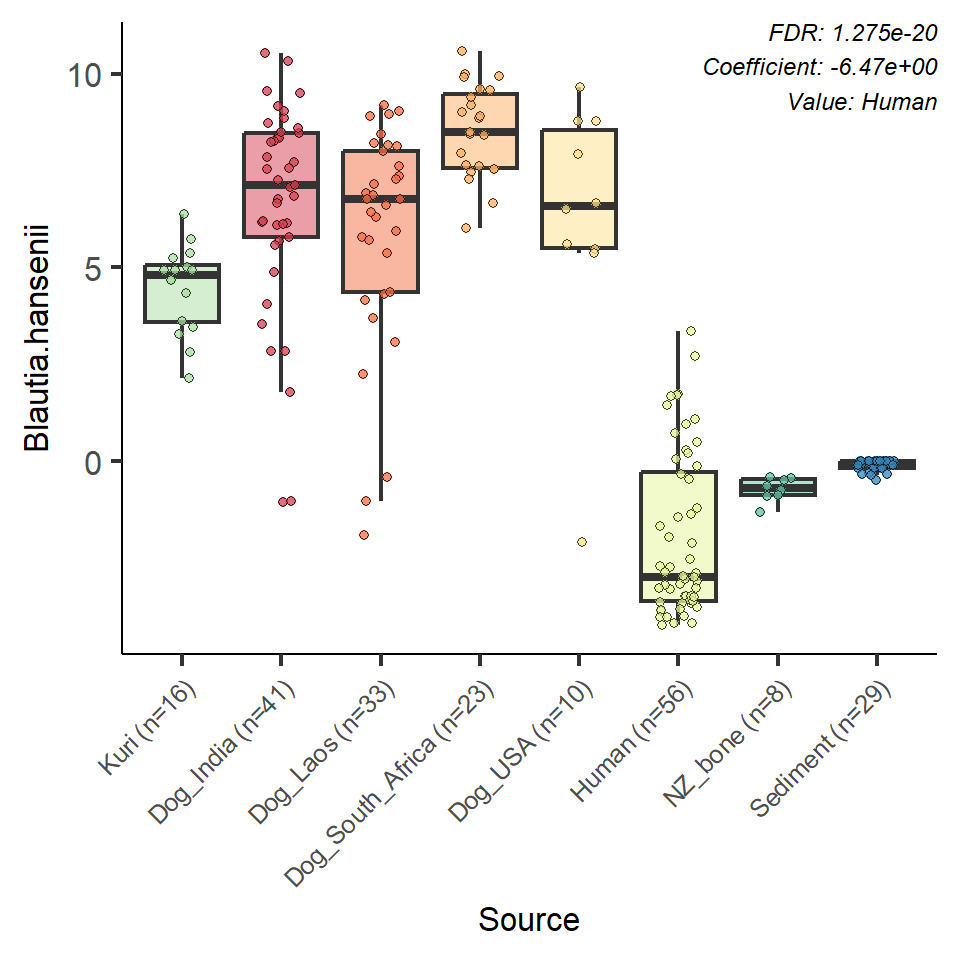 FDR: 1.275e-20
Coefficient: -6.47e+00
Value: Human
10
5
0
Blautia.hansenii
Kuri (n=16)
Dog_India (n=41)
Dog_Laos (n=33)
Dog_South_Africa (n=23)
Dog_USA (n=10)
Human (n=56)
NZ_bone (n=8)
Sediment (n=29)
Source